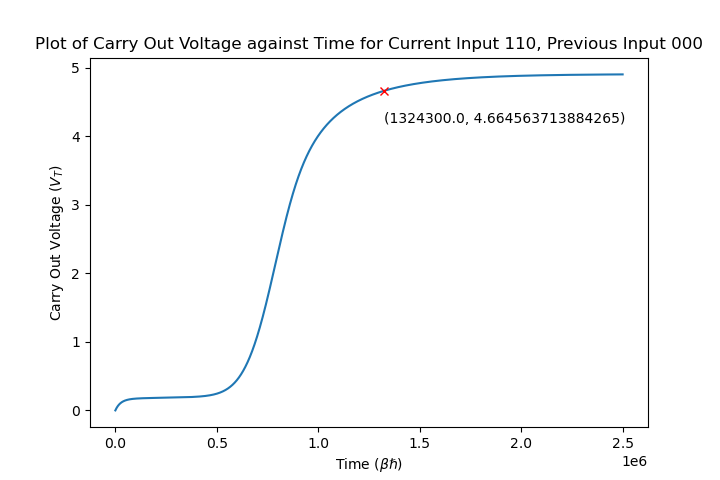 Plot of Carry Out Voltage against Time for Current Input 110, Previous Input 000
5
4
3
2
1
0
Carry Out Voltage (V_T)
(1324300.0, 4.664563713884265)
0.0 0.5 1.0 1.5 2.0 2.5
1e6
Time (βℏ)